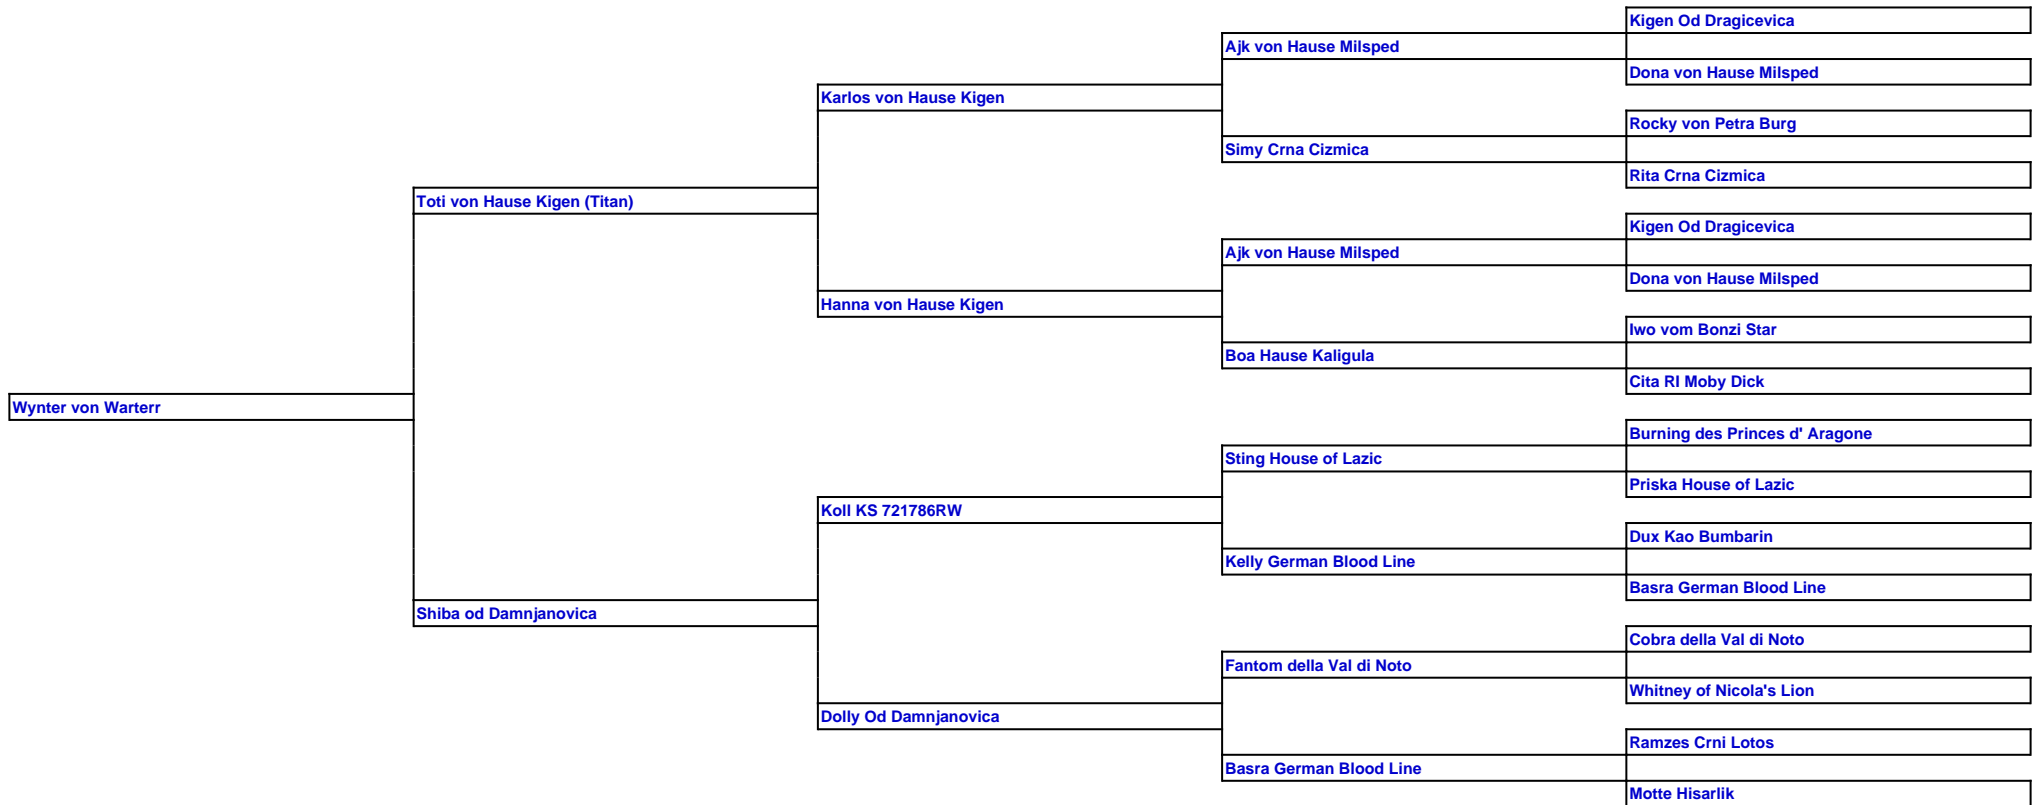 Kigen Od Dragicevica
Ajk von Hause Milsped
Dona von Hause Milsped
Karlos von Hause Kigen
Rocky von Petra Burg
Simy Crna Cizmica
Rita Crna Cizmica
Toti von Hause Kigen (Titan)
Kigen Od Dragicevica
Ajk von Hause Milsped
Dona von Hause Milsped
Hanna von Hause Kigen
Iwo vom Bonzi Star
Boa Hause Kaligula
Cita RI Moby Dick
Wynter von Warterr
Burning des Princes d' Aragone
Sting House of Lazic
Priska House of Lazic
Koll KS 721786RW
Dux Kao Bumbarin
Kelly German Blood Line
Basra German Blood Line
Shiba od Damnjanovica
Cobra della Val di Noto
Fantom della Val di Noto
Whitney of Nicola's Lion
Dolly Od Damnjanovica
Ramzes Crni Lotos
Basra German Blood Line
Motte Hisarlik